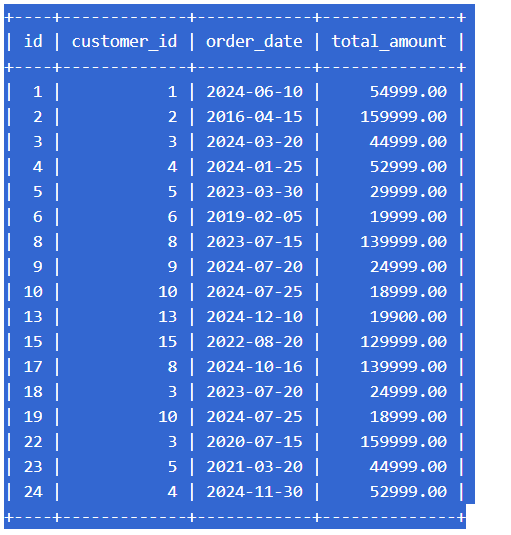 +----+-------------+------------+--------------+
| id | customer_id | order_date | total_amount |
+----+-------------+------------+--------------+
|  1 |           1 | 2024-06-10 |     54999.00 |
|  2 |           2 | 2016-04-15 |    159999.00 |
|  3 |           3 | 2024-03-20 |     44999.00 |
|  4 |           4 | 2024-01-25 |     52999.00 |
|  5 |           5 | 2023-03-30 |     29999.00 |
|  6 |           6 | 2019-02-05 |     19999.00 |
|  8 |           8 | 2023-07-15 |    139999.00 |
|  9 |           9 | 2024-07-20 |     24999.00 |
| 10 |          10 | 2024-07-25 |     18999.00 |
| 13 |          13 | 2024-12-10 |     19900.00 |
| 15 |          15 | 2022-08-20 |    129999.00 |
| 17 |           8 | 2024-10-16 |    139999.00 |
| 18 |           3 | 2023-07-20 |     24999.00 |
| 19 |          10 | 2024-07-25 |     18999.00 |
| 22 |           3 | 2020-07-15 |    159999.00 |
| 23 |           5 | 2021-03-20 |     44999.00 |
| 24 |           4 | 2024-11-30 |     52999.00 |
+----+-------------+------------+--------------+